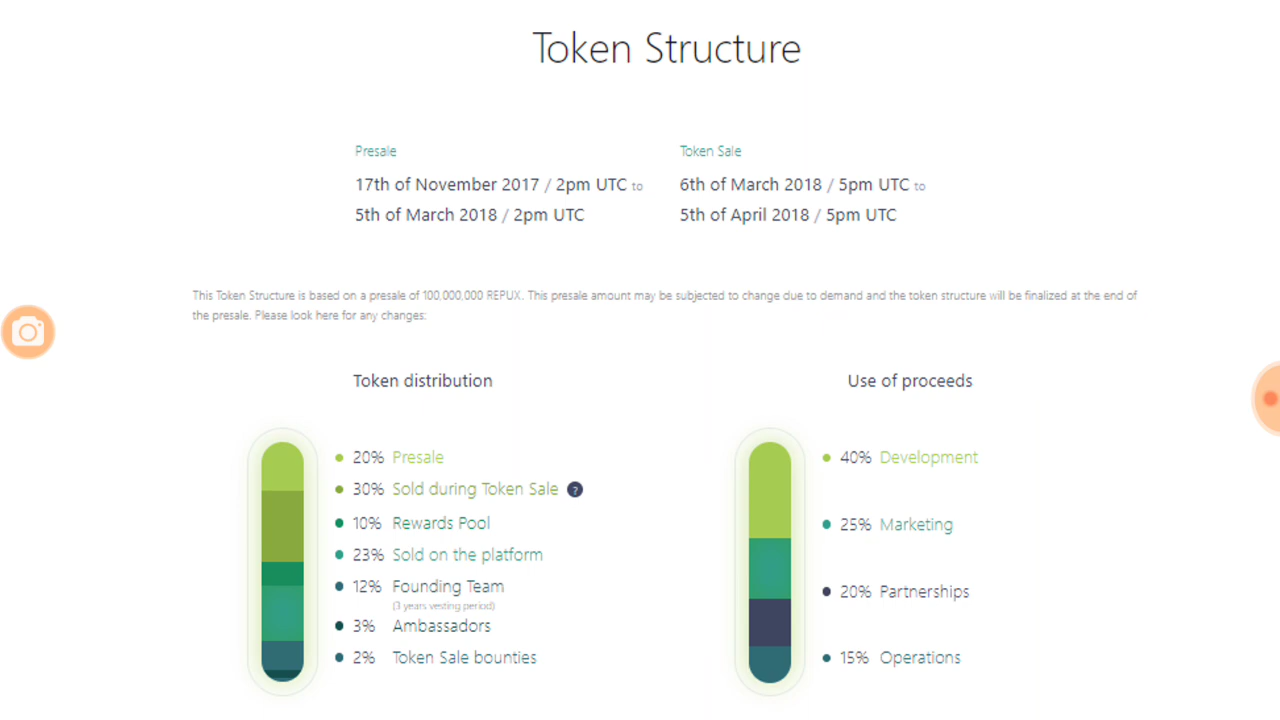 Token Structure
Presale
17th of November 2017 / 2pm UTC to
5th of March 2018 / 2pm UTC
Token Sale
6th of March 2018 / 5pm UTC to
5th of April 2018 / 5pm UTC
This Token Structure is based on a presale of 100,000,000 REPUX. This presale amount may be subjected to change due to demand and the token structure will be finalized at the end of
the presale. Please look here for any changes:
Token distribution
20% Presale
30% Sold during Token Sale ?
10% Rewards Pool
23% Sold on the platform
12% Founding Team
(3 years vesting period)
3% Ambassadors
2% Token Sale bounties
Use of proceeds
40% Development
25% Marketing
20% Partnerships
15% Operations